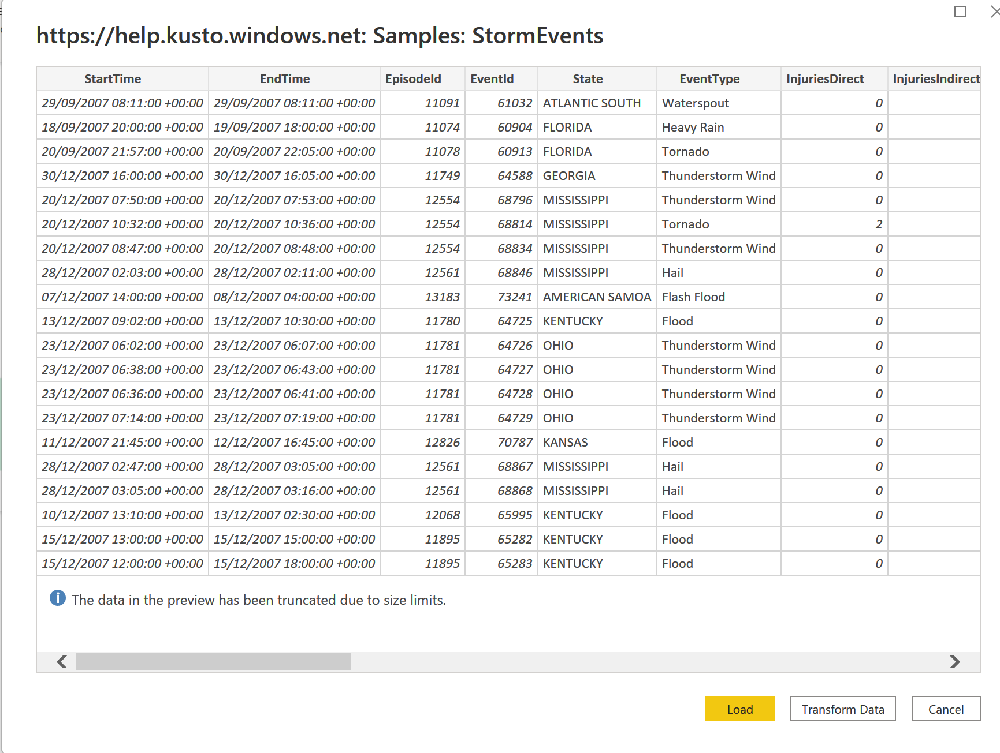 https://help.kusto.windows.net: Samples: StormEvents
StartTime EndTime EpisodeId EventId State EventType InjuriesDirect InjuriesIndirect
29/09/2007 08:11:00 +00:00 29/09/2007 08:11:00 +00:00 11091 61032 ATLANTIC SOUTH Waterspout 0
18/09/2007 20:00:00 +00:00 19/09/2007 18:00:00 +00:00 11074 60904 FLORIDA Heavy Rain 0
20/09/2007 21:57:00 +00:00 20/09/2007 22:05:00 +00:00 11078 60913 FLORIDA Tornado 0
30/12/2007 16:00:00 +00:00 30/12/2007 16:05:00 +00:00 11749 64588 GEORGIA Thunderstorm Wind 0
20/12/2007 07:50:00 +00:00 20/12/2007 07:53:00 +00:00 12554 68796 MISSISSIPPI Thunderstorm Wind 0
20/12/2007 10:32:00 +00:00 20/12/2007 10:36:00 +00:00 12554 68814 MISSISSIPPI Tornado 2
20/12/2007 08:47:00 +00:00 20/12/2007 08:48:00 +00:00 12554 68834 MISSISSIPPI Thunderstorm Wind 0
28/12/2007 02:03:00 +00:00 28/12/2007 02:11:00 +00:00 12561 68846 MISSISSIPPI Hail 0
07/12/2007 14:00:00 +00:00 08/12/2007 04:00:00 +00:00 13183 73241 AMERICAN SAMOA Flash Flood 0
13/12/2007 09:02:00 +00:00 13/12/2007 10:30:00 +00:00 11780 64725 KENTUCKY Flood 0
23/12/2007 06:02:00 +00:00 23/12/2007 06:07:00 +00:00 11781 64726 OHIO Thunderstorm Wind 0
23/12/2007 06:38:00 +00:00 23/12/2007 06:43:00 +00:00 11781 64727 OHIO Thunderstorm Wind 0
23/12/2007 06:36:00 +00:00 23/12/2007 06:41:00 +00:00 11781 64728 OHIO Thunderstorm Wind 0
23/12/2007 07:14:00 +00:00 23/12/2007 07:19:00 +00:00 11781 64729 OHIO Thunderstorm Wind 0
11/12/2007 21:45:00 +00:00 12/12/2007 16:45:00 +00:00 12826 70787 KANSAS Flood 0
28/12/2007 02:47:00 +00:00 28/12/2007 03:05:00 +00:00 12561 68867 MISSISSIPPI Hail 0
28/12/2007 03:05:00 +00:00 28/12/2007 03:16:00 +00:00 12561 68868 MISSISSIPPI Hail 0
10/12/2007 13:10:00 +00:00 13/12/2007 02:30:00 +00:00 12068 65995 KENTUCKY Flood 0
15/12/2007 13:00:00 +00:00 15/12/2007 15:00:00 +00:00 11895 65282 KENTUCKY Flood 0
15/12/2007 12:00:00 +00:00 15/12/2007 18:00:00 +00:00 11895 65283 KENTUCKY Flood 0
The data in the preview has been truncated due to size limits.
Load Transform Data Cancel